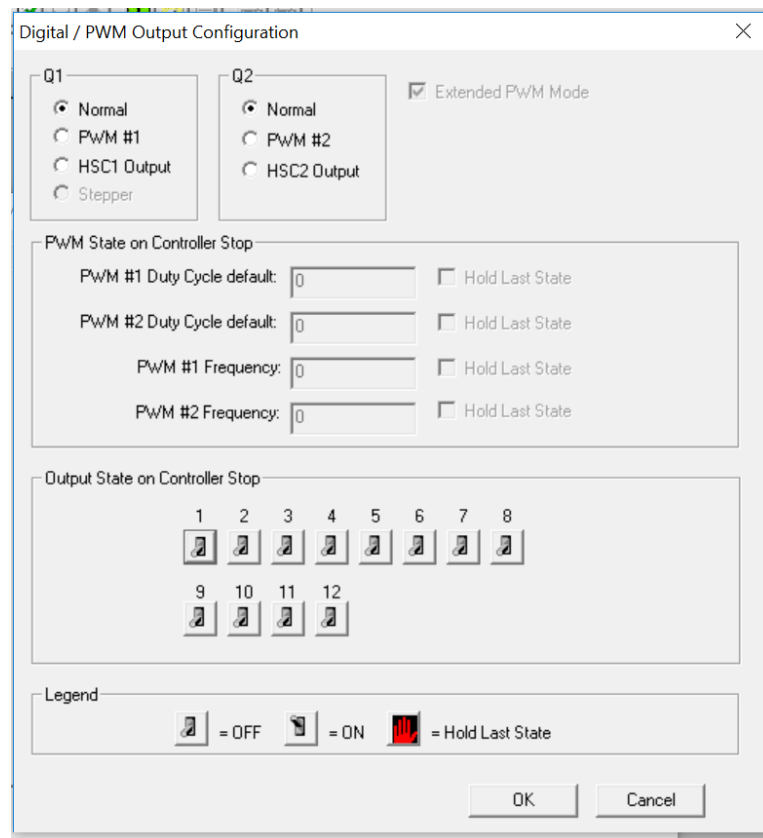 Digital / PWM Output Configuration
Q1
Normal
PWM #1
HSC1 Output
Stepper
Q2
Normal
PWM #2
HSC2 Output
Extended PWM Mode
PWM State on Controller Stop
PWM #1 Duty Cycle default: 0 Hold Last State
PWM #2 Duty Cycle default: 0 Hold Last State
PWM #1 Frequency: 0 Hold Last State
PWM #2 Frequency: 0 Hold Last State
Output State on Controller Stop
1 2 3 4 5 6 7 8
9 10 11 12
Legend
= OFF = ON = Hold Last State
OK Cancel